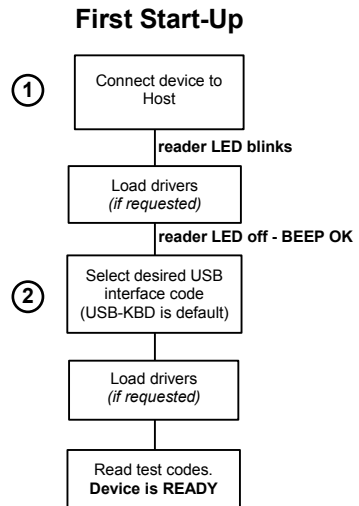 First Start-Up
1
Connect device to
Host
reader LED blinks
Load drivers
(if requested)
reader LED off - BEEP OK
2
Select desired USB
interface code
(USB-KBD is default)
Load drivers
(if requested)
Read test codes.
Device is READY